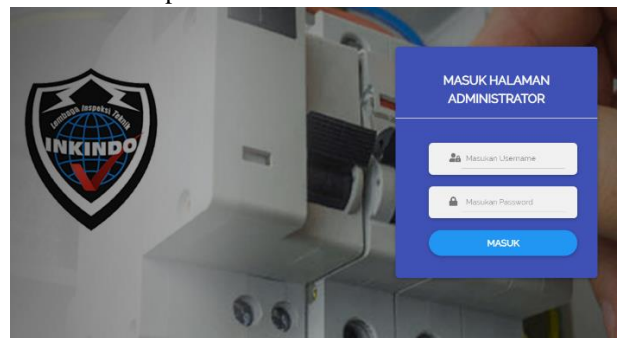 Lembaga Inspeksi Teknik
INKINDO
MASUK HALAMAN
ADMINISTRATOR
Masukan Username
Masukan Password
MASUK